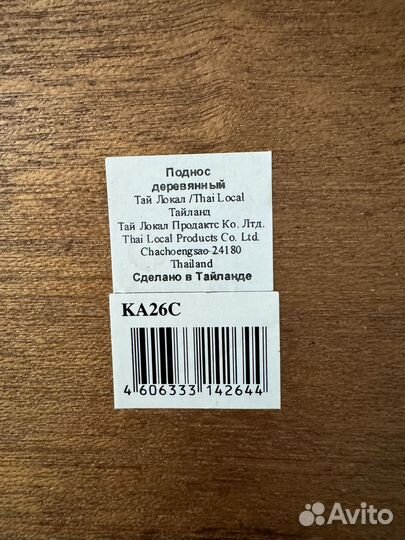 Поднос
деревянный
Тай Локал /Thai Local
Тайланд
Тай Локал Продактс Ко. Лтд.
Thai Local Products Co. Ltd.
Chachoengsao 24180
Thailand
Сделано в Тайланде
KA26C
4 606333 142644
Avito